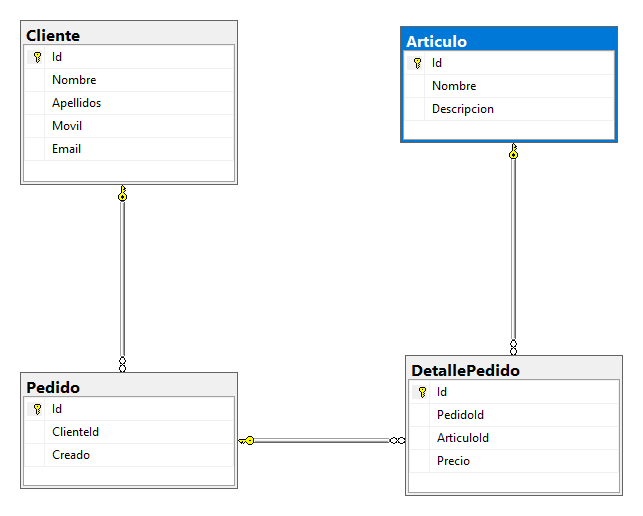 Cliente
Id
Nombre
Apellidos
Movil
Email
Articulo
Id
Nombre
Descripcion
Pedido
Id
ClienteId
Creado
DetallePedido
Id
PedidoId
ArticuloId
Precio